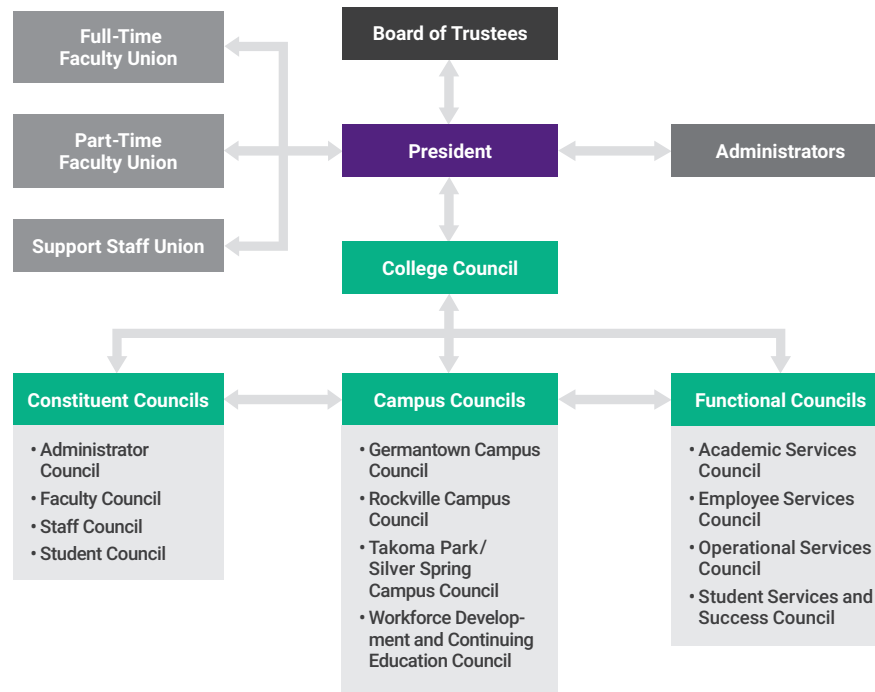 Full-Time
Faculty Union
Board of Trustees
Part-Time
Faculty Union
President
Administrators
Support Staff Union
College Council
Constituent Councils
• Administrator
Council
• Faculty Council
• Staff Council
• Student Council
Campus Councils
• Germantown Campus
Council
• Rockville Campus
Council
• Takoma Park/
Silver Spring
Campus Council
• Workforce Develop-
ment and Continuing
Education Council
Functional Councils
• Academic Services
Council
• Employee Services
Council
• Operational Services
Council
• Student Services and
Success Council